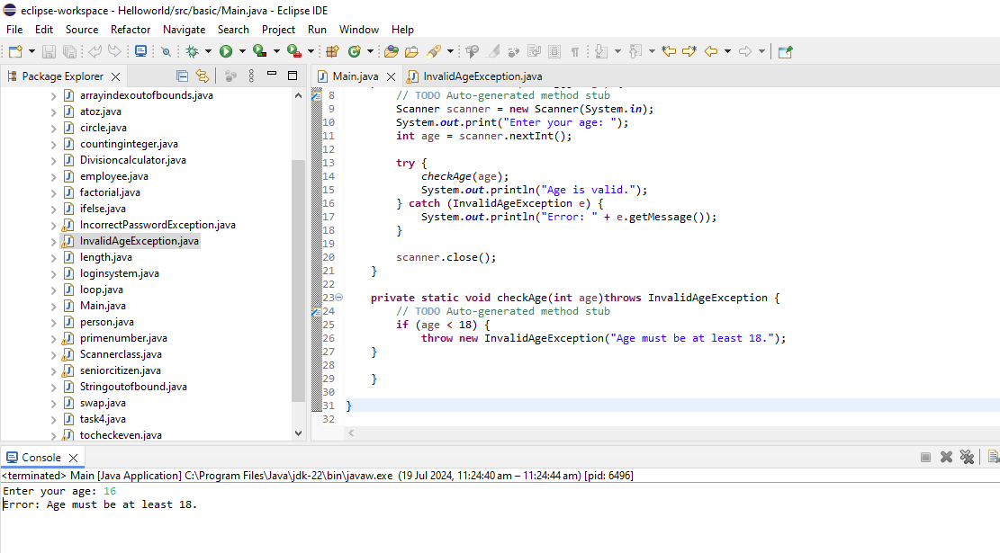 eclipse-workspace - Helloworld/src/basic/Main.java - Eclipse IDE
File Edit Source Refactor Navigate Search Project Run Window Help
Package Explorer
arrayindexoutofbounds.java
atoz.java
circle.java
countinginteger.java
Divisioncalculator.java
employee.java
factorial.java
ifelse.java
IncorrectPasswordException.java
InvalidAgeException.java
length.java
loginsystem.java
loop.java
Main.java
person.java
primenumber.java
Scannerclass.java
seniorcitizen.java
Stringoutofbound.java
swap.java
task4.java
tocheckeven.java
Main.java InvalidAgeException.java
8 // TODO Auto-generated method stub
9 Scanner scanner = new Scanner(System.in);
10 System.out.print("Enter your age: ");
11 int age = scanner.nextInt();
12
13 try {
14 checkAge(age);
15 System.out.println("Age is valid.");
16 } catch (InvalidAgeException e) {
17 System.out.println("Error: " + e.getMessage());
18 }
19
20 scanner.close();
21 }
22
23 private static void checkAge(int age)throws InvalidAgeException {
24 // TODO Auto-generated method stub
25 if (age < 18) {
26 throw new InvalidAgeException("Age must be at least 18.");
27 }
28
29 }
30
31 }
32
Console
<terminated> Main [Java Application] C:\Program Files\Java\jdk-22\bin\javaw.exe (19 Jul 2024, 11:24:40 am – 11:24:44 am) [pid: 6496]
Enter your age: 16
Error: Age must be at least 18.